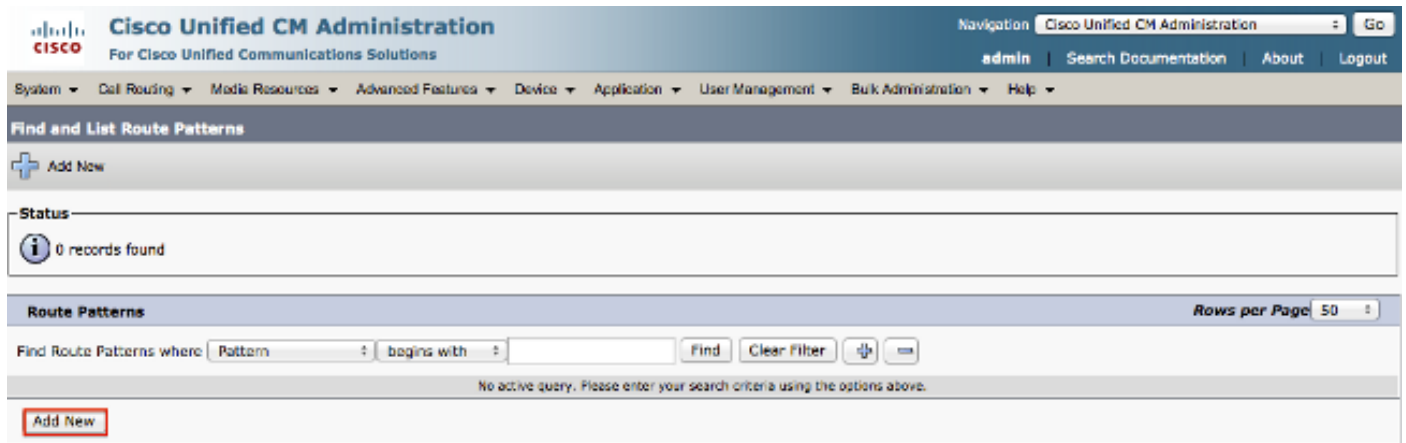 Cisco Unified CM Administration
For Cisco Unified Communications Solutions
CISCO
Navigation Cisco Unified CM Administration Go
admin | Search Documentation | About | Logout
System Call Routing Media Resources Advanced Features Device Application User Management Bulk Administration Help
Find and List Route Patterns
Add New
Status
0 records found
Route Patterns Rows per Page 50
Find Route Patterns where Pattern begins with Find Clear Filter
No active query. Please enter your search criteria using the options above.
Add New